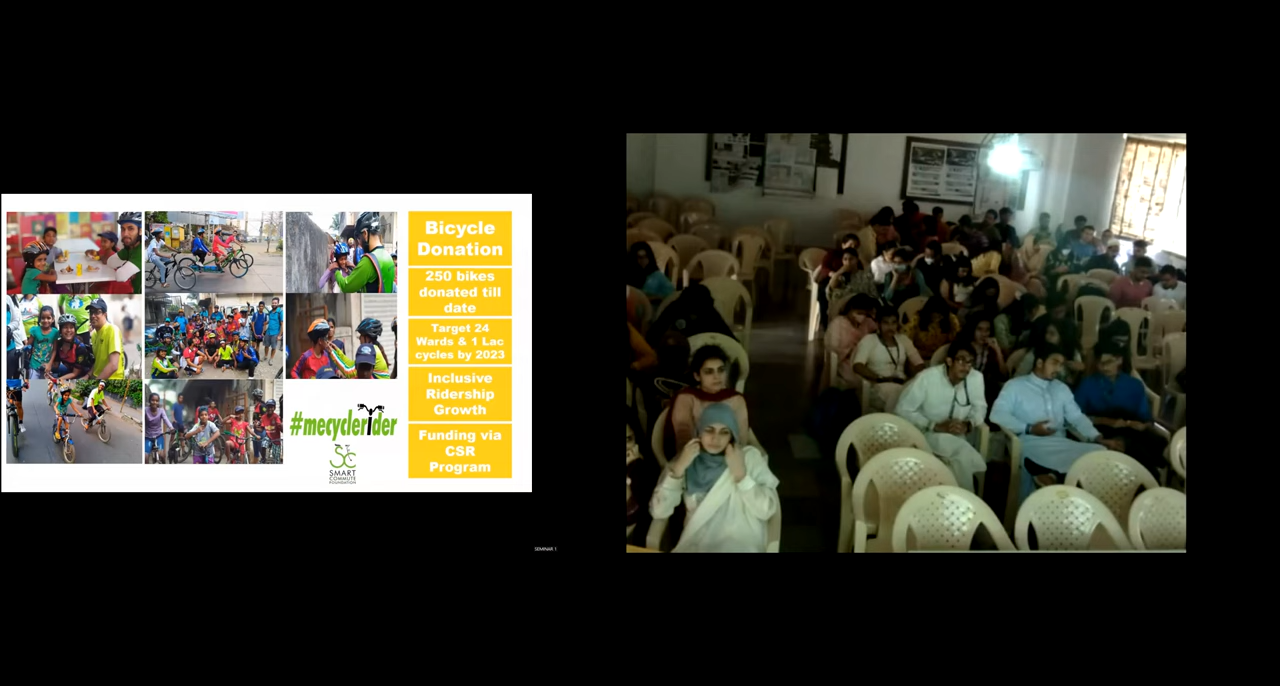 Bicycle
Donation
250 bikes
donated till
date
Target 24
Wards & 1 Lac
cycles by 2023
Inclusive
Ridership
Growth
Funding via
CSR
Program
#mecyclerider
SC
SMART
COMMUTE
FOUNDATION
SEMINAR 1